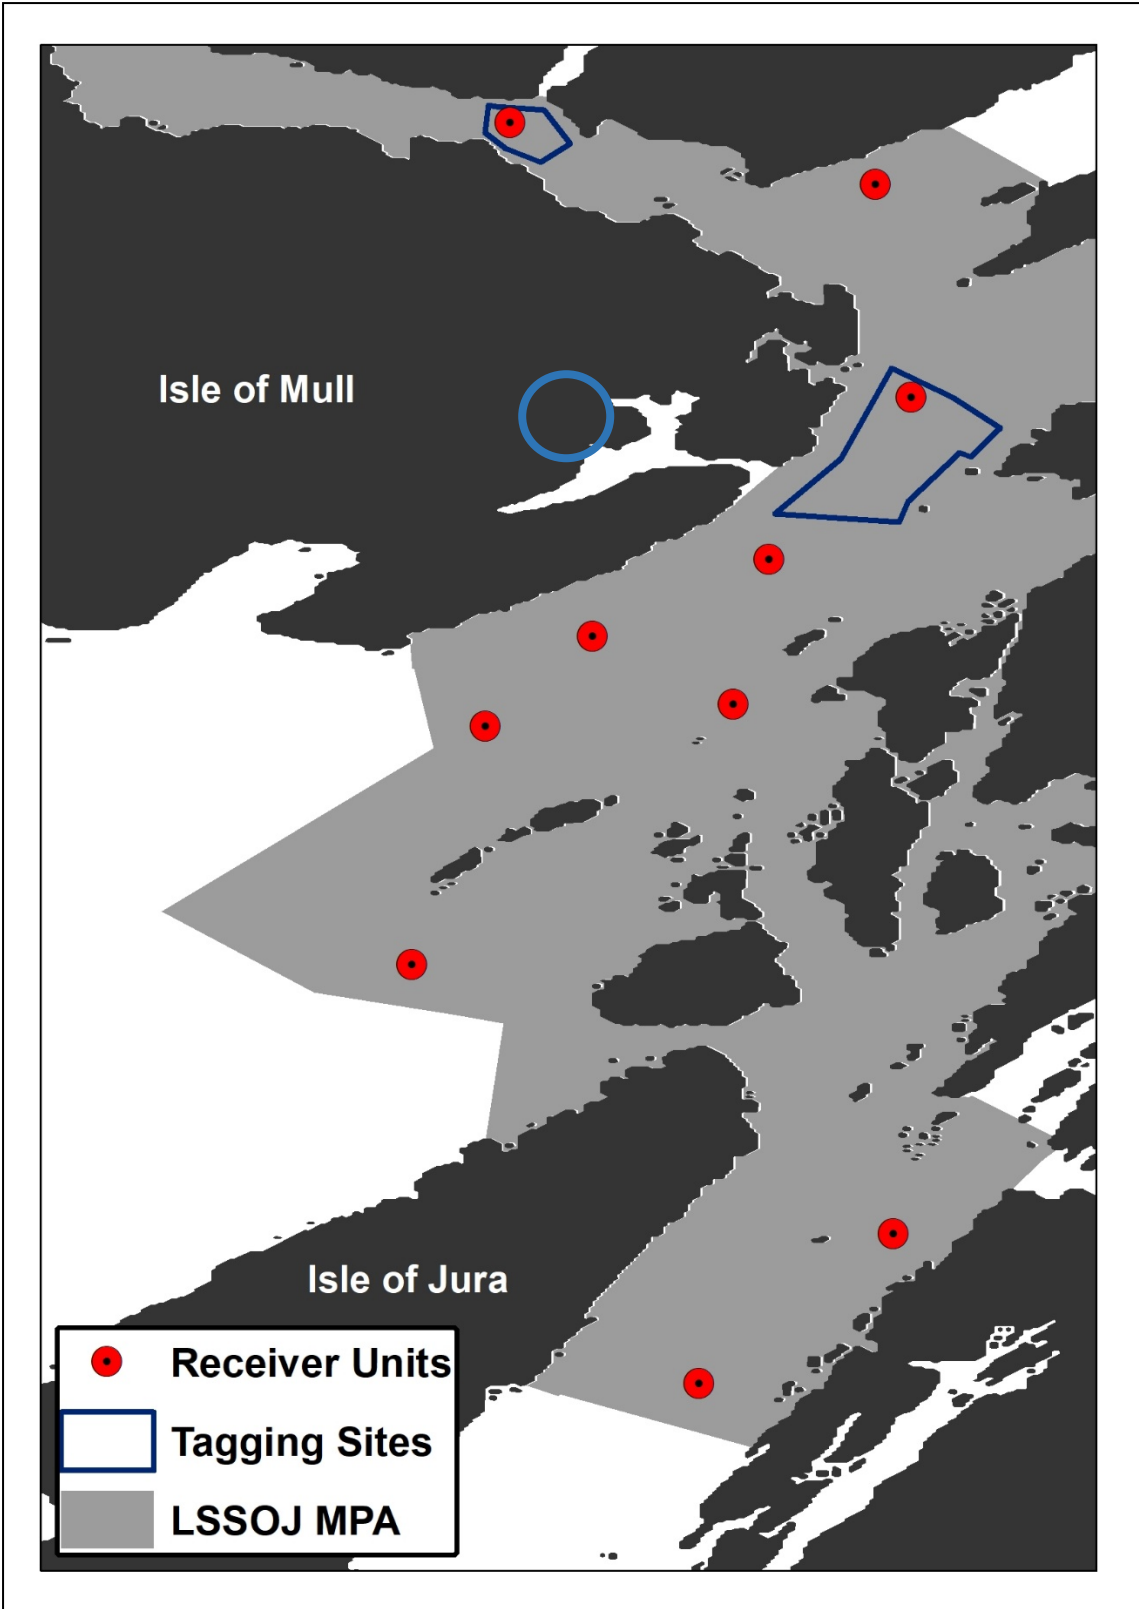 Isle of Mull
Isle of Jura
Receiver Units
Tagging Sites
LSSOJ MPA